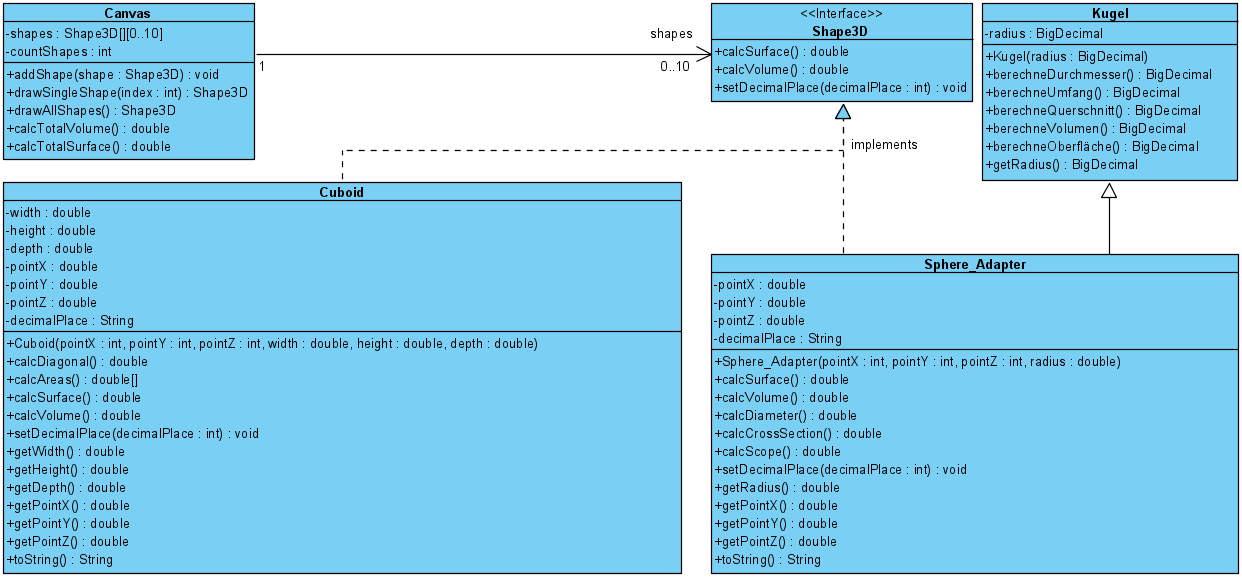 Canvas
-shapes : Shape3D[][0..10]
-countShapes : int
+addShape(shape : Shape3D) : void
+drawSingleShape(index : int) : Shape3D
+drawAllShapes() : Shape3D
+calcTotalVolume() : double
+calcTotalSurface() : double
1
shapes
0..10
<<Interface>>
Shape3D
+calcSurface() : double
+calcVolume() : double
+setDecimalPlace(decimalPlace : int) : void
Kugel
-radius : BigDecimal
+Kugel(radius : BigDecimal)
+berechneDurchmesser() : BigDecimal
+berechneUmfang() : BigDecimal
+berechneQuerschnitt() : BigDecimal
+berechneVolumen() : BigDecimal
+berechneOberfläche() : BigDecimal
+getRadius() : BigDecimal
implements
Cuboid
-width : double
-height : double
-depth : double
-pointX : double
-pointY : double
-pointZ : double
-decimalPlace : String
+Cuboid(pointX : int, pointY : int, pointZ : int, width : double, height : double, depth : double)
+calcDiagonal() : double
+calcAreas() : double[]
+calcSurface() : double
+calcVolume() : double
+setDecimalPlace(decimalPlace : int) : void
+getWidth() : double
+getHeight() : double
+getDepth() : double
+getPointX() : double
+getPointY() : double
+getPointZ() : double
+toString() : String
Sphere_Adapter
-pointX : double
-pointY : double
-pointZ : double
-decimalPlace : String
+Sphere_Adapter(pointX : int, pointY : int, pointZ : int, radius : double)
+calcSurface() : double
+calcVolume() : double
+calcDiameter() : double
+calcCrossSection() : double
+calcScope() : double
+setDecimalPlace(decimalPlace : int) : void
+getRadius() : double
+getPointX() : double
+getPointY() : double
+getPointZ() : double
+toString() : String